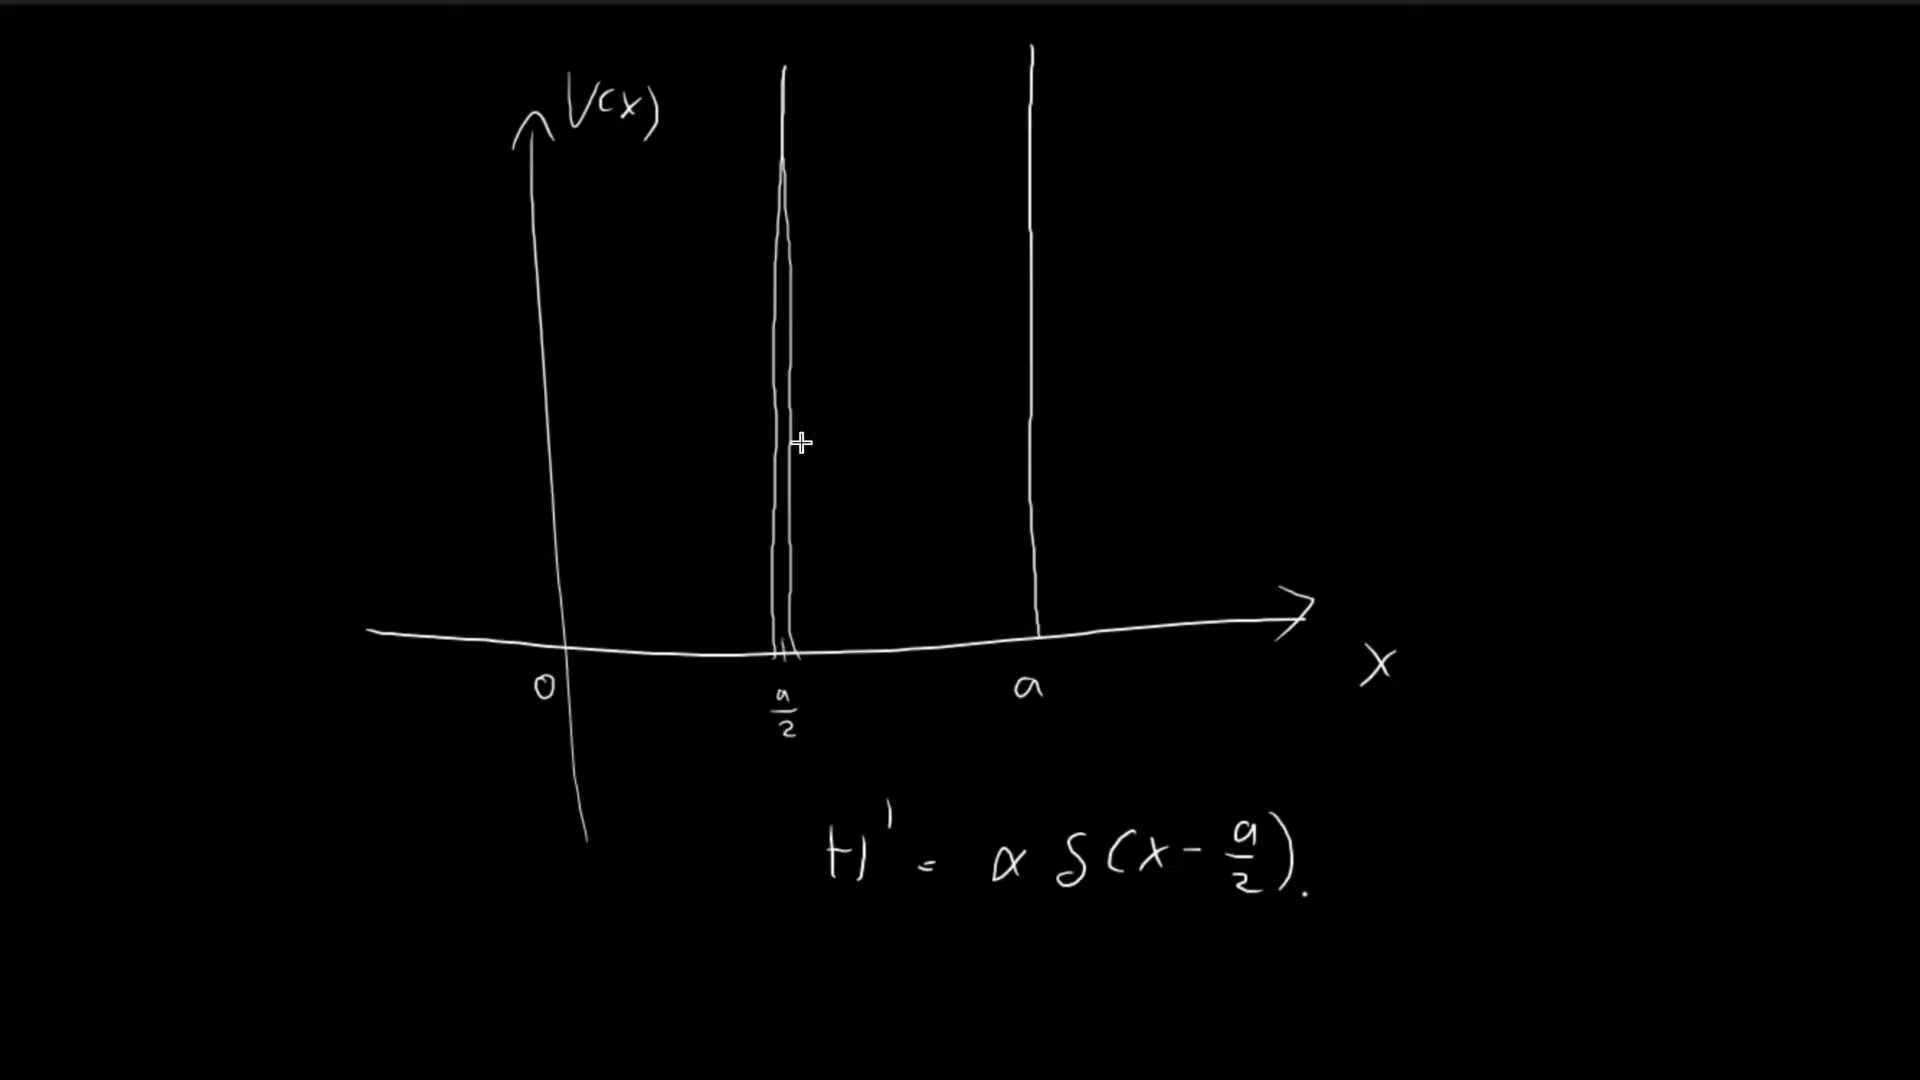 V(x)
0 a/2 a x
H' = α δ(x - a/2).